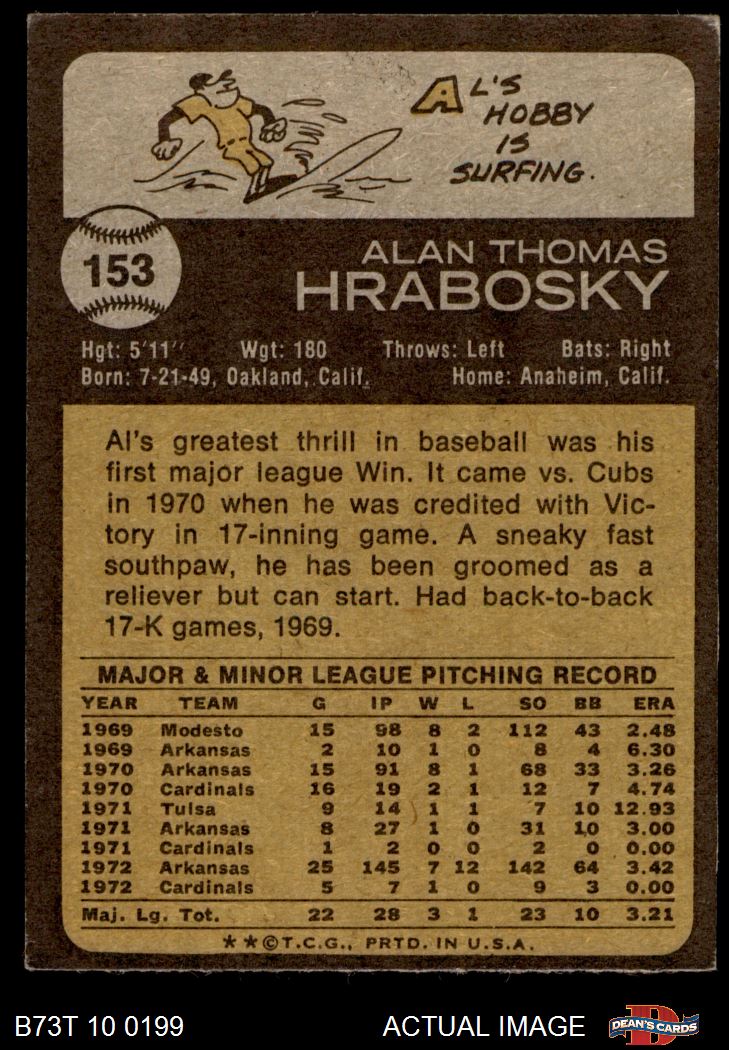 AL'S
HOBBY
IS
SURFING.
153
ALAN THOMAS
HRABOSKY
Hgt: 5'11'' Wgt: 180 Throws: Left Bats: Right
Born: 7-21-49, Oakland, Calif. Home: Anaheim, Calif.
Al's greatest thrill in baseball was his
first major league Win. It came vs. Cubs
in 1970 when he was credited with Vic-
tory in 17-inning game. A sneaky fast
southpaw, he has been groomed as a
reliever but can start. Had back-to-back
17-K games, 1969.
MAJOR & MINOR LEAGUE PITCHING RECORD
YEAR TEAM G IP W L SO BB ERA
1969 Modesto 15 98 8 2 112 43 2.48
1969 Arkansas 2 10 1 0 8 4 6.30
1970 Arkansas 15 91 8 1 68 33 3.26
1970 Cardinals 16 19 2 1 12 7 4.74
1971 Tulsa 9 14 1 1 7 10 12.93
1971 Arkansas 8 27 1 0 31 10 3.00
1971 Cardinals 1 2 0 0 2 0 0.00
1972 Arkansas 25 145 7 12 142 64 3.42
1972 Cardinals 5 7 1 0 9 3 0.00
Maj. Lg. Tot. 22 28 3 1 23 10 3.21
★★©T.C.G., PRTD. IN U.S.A.
B73T 10 0199 ACTUAL IMAGE D DEAN'S CARDS